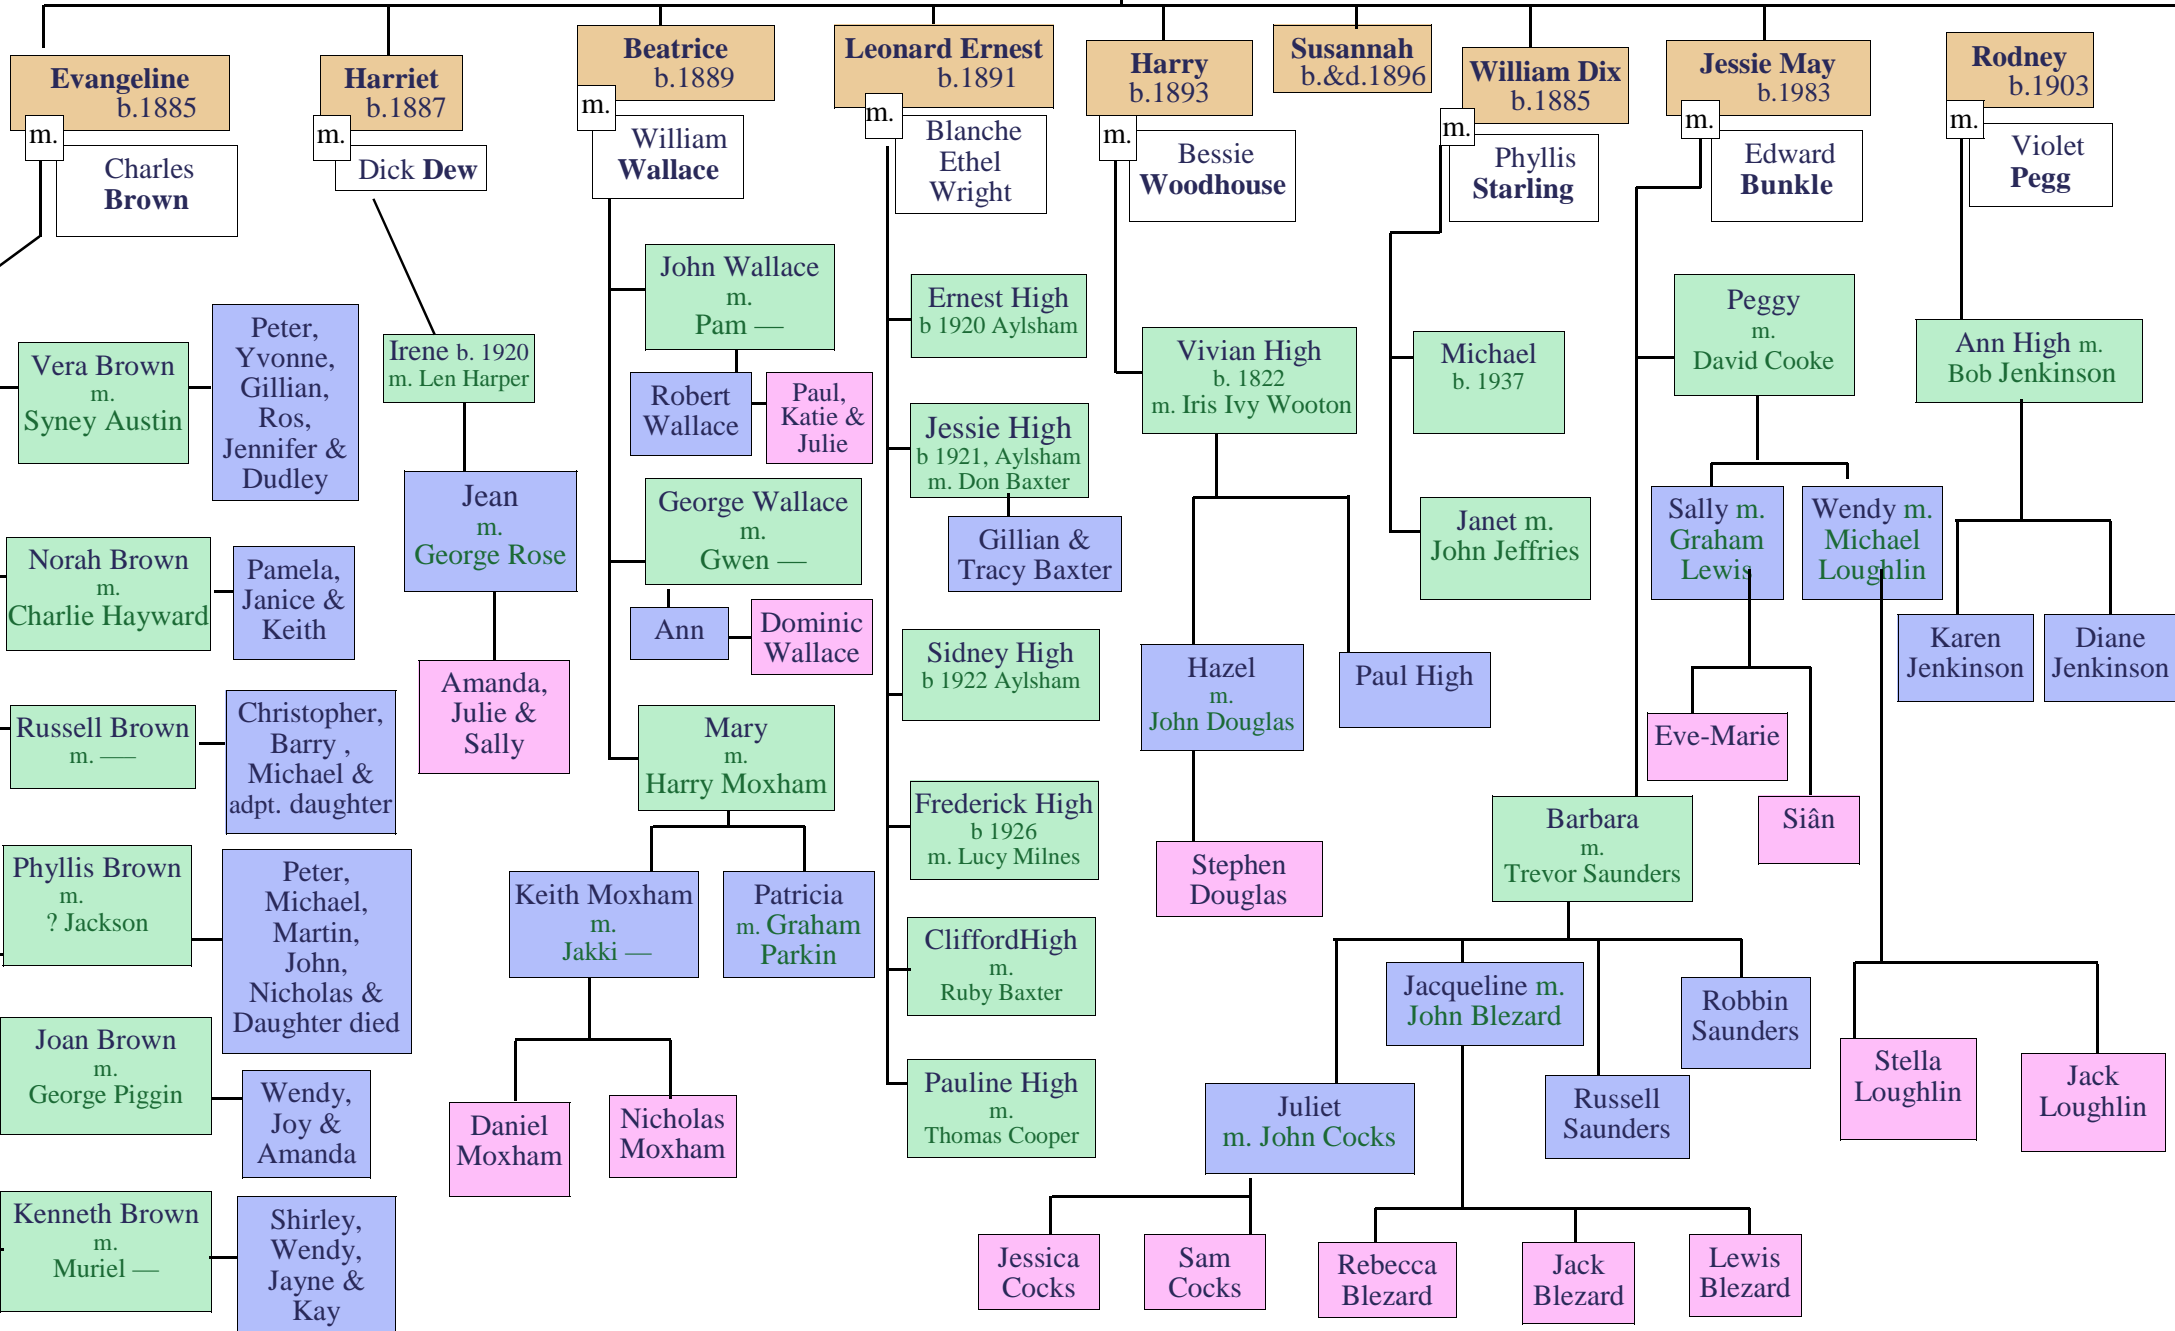 Evangeline
b.1885
m.
Charles
Brown
Vera Brown
m.
Syney Austin
Peter,
Yvonne,
Gillian,
Ros,
Jennifer &
Dudley
Norah Brown
m.
Charlie Hayward
Pamela,
Janice &
Keith
Russell Brown
m. —–
Christopher,
Barry ,
Michael &
adpt. daughter
Phyllis Brown
m.
? Jackson
Peter,
Michael,
Martin,
John,
Nicholas &
Daughter died
Joan Brown
m.
George Piggin
Wendy,
Joy &
Amanda
Kenneth Brown
m.
Muriel —
Shirley,
Wendy,
Jayne &
Kay
Harriet
b.1887
m.
Dick Dew
Irene b. 1920
m. Len Harper
Jean
m.
George Rose
Amanda,
Julie &
Sally
Beatrice
b.1889
m.
William
Wallace
John Wallace
m.
Pam —
Robert
Wallace
Paul,
Katie &
Julie
George Wallace
m.
Gwen —
Ann
Dominic
Wallace
Mary
m.
Harry Moxham
Keith Moxham
m.
Jakki —
Patricia
m. Graham
Parkin
Daniel
Moxham
Nicholas
Moxham
Leonard Ernest
b.1891
m.
Blanche
Ethel
Wright
Ernest High
b 1920 Aylsham
Jessie High
b 1921, Aylsham
m. Don Baxter
Gillian &
Tracy Baxter
Sidney High
b 1922 Aylsham
Frederick High
b 1926
m. Lucy Milnes
CliffordHigh
m.
Ruby Baxter
Pauline High
m.
Thomas Cooper
Harry
b.1893
m.
Bessie
Woodhouse
Vivian High
b. 1822
m. Iris Ivy Wooton
Hazel
m.
John Douglas
Paul High
Stephen
Douglas
Susannah
b.&d.1896
William Dix
b.1885
m.
Phyllis
Starling
Michael
b. 1937
Janet m.
John Jeffries
Jessie May
b.1983
m.
Edward
Bunkle
Peggy
m.
David Cooke
Sally m.
Graham
Lewis
Wendy m.
Michael
Loughlin
Eve-Marie
Siân
Barbara
m.
Trevor Saunders
Jacqueline m.
John Blezard
Robbin
Saunders
Juliet
m. John Cocks
Russell
Saunders
Stella
Loughlin
Jack
Loughlin
Jessica
Cocks
Sam
Cocks
Rebecca
Blezard
Jack
Blezard
Lewis
Blezard
Rodney
b.1903
m.
Violet
Pegg
Ann High m.
Bob Jenkinson
Karen
Jenkinson
Diane
Jenkinson